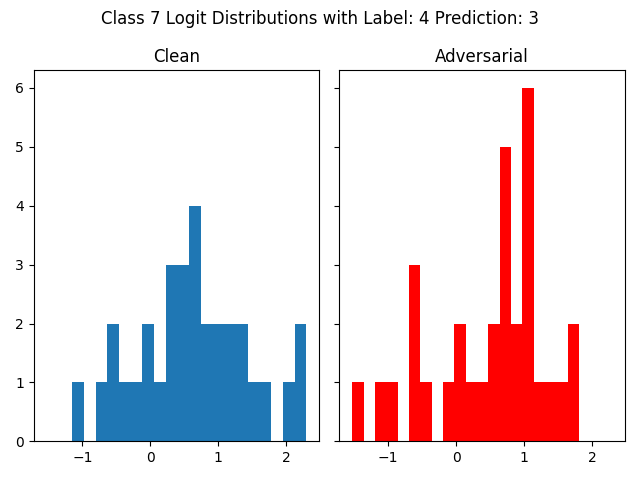 Class 7 Logit Distributions with Label: 4 Prediction: 3
Clean
Adversarial
6
5
4
3
2
1
0
−1 0 1 2
−1 0 1 2